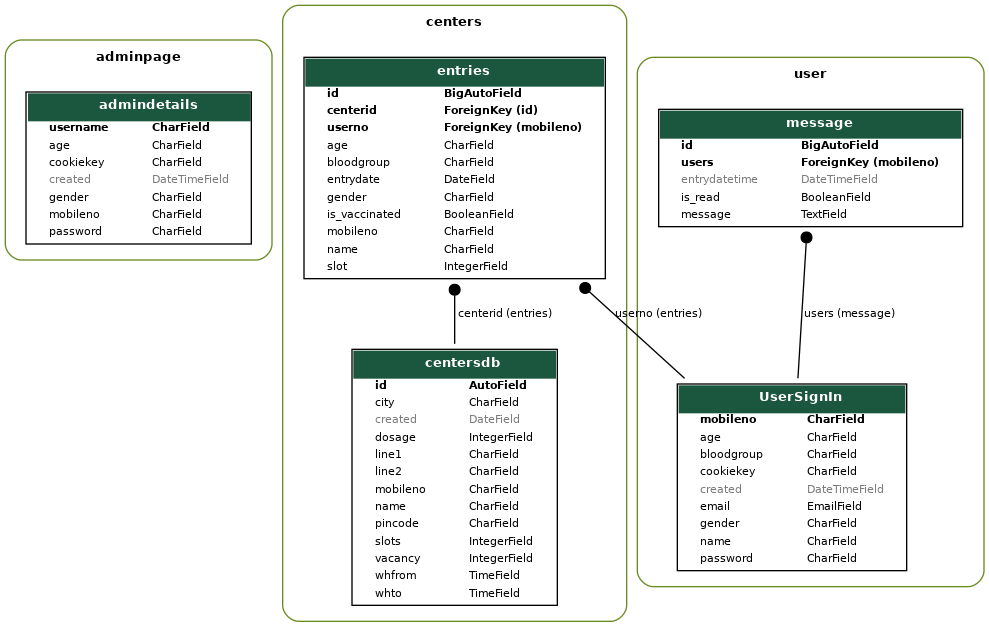 adminpage
admindetails
username CharField
age CharField
cookiekey CharField
created DateTimeField
gender CharField
mobileno CharField
password CharField
centers
entries
id BigAutoField
centerid ForeignKey (id)
userno ForeignKey (mobileno)
age CharField
bloodgroup CharField
entrydate DateField
gender CharField
is_vaccinated BooleanField
mobileno CharField
name CharField
slot IntegerField
centerid (entries)
userno (entries)
centersdb
id AutoField
city CharField
created DateField
dosage IntegerField
line1 CharField
line2 CharField
mobileno CharField
name CharField
pincode CharField
slots IntegerField
vacancy IntegerField
whfrom TimeField
whto TimeField
user
message
id BigAutoField
users ForeignKey (mobileno)
entrydatetime DateTimeField
is_read BooleanField
message TextField
users (message)
UserSignIn
mobileno CharField
age CharField
bloodgroup CharField
cookiekey CharField
created DateTimeField
email EmailField
gender CharField
name CharField
password CharField